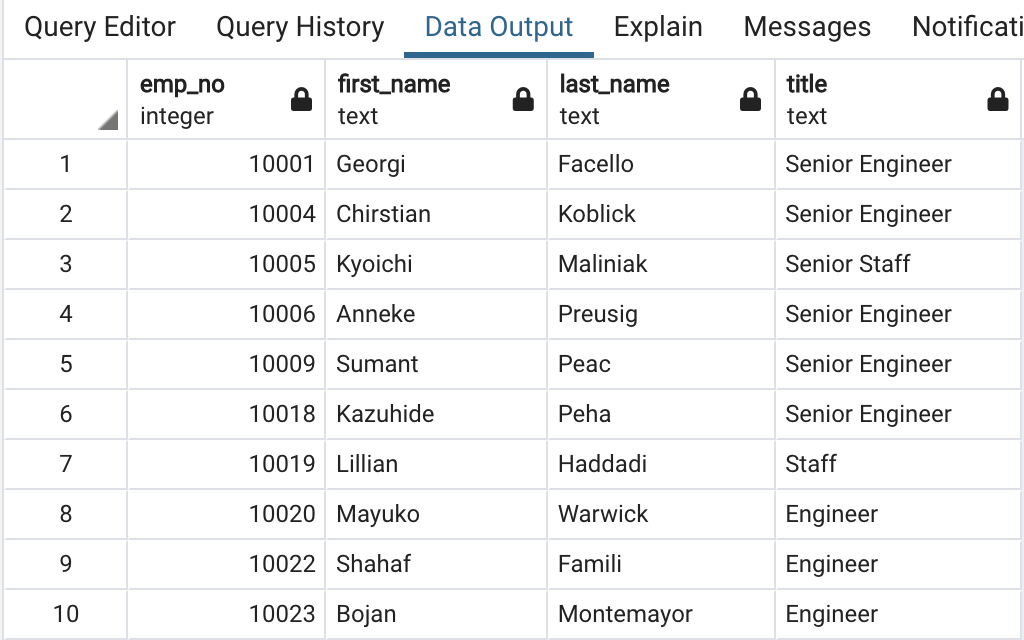 Query Editor Query History Data Output Explain Messages Notificati
emp_no first_name last_name title
integer text text text
1 10001 Georgi Facello Senior Engineer
2 10004 Chirstian Koblick Senior Engineer
3 10005 Kyoichi Maliniak Senior Staff
4 10006 Anneke Preusig Senior Engineer
5 10009 Sumant Peac Senior Engineer
6 10018 Kazuhide Peha Senior Engineer
7 10019 Lillian Haddadi Staff
8 10020 Mayuko Warwick Engineer
9 10022 Shahaf Famili Engineer
10 10023 Bojan Montemayor Engineer